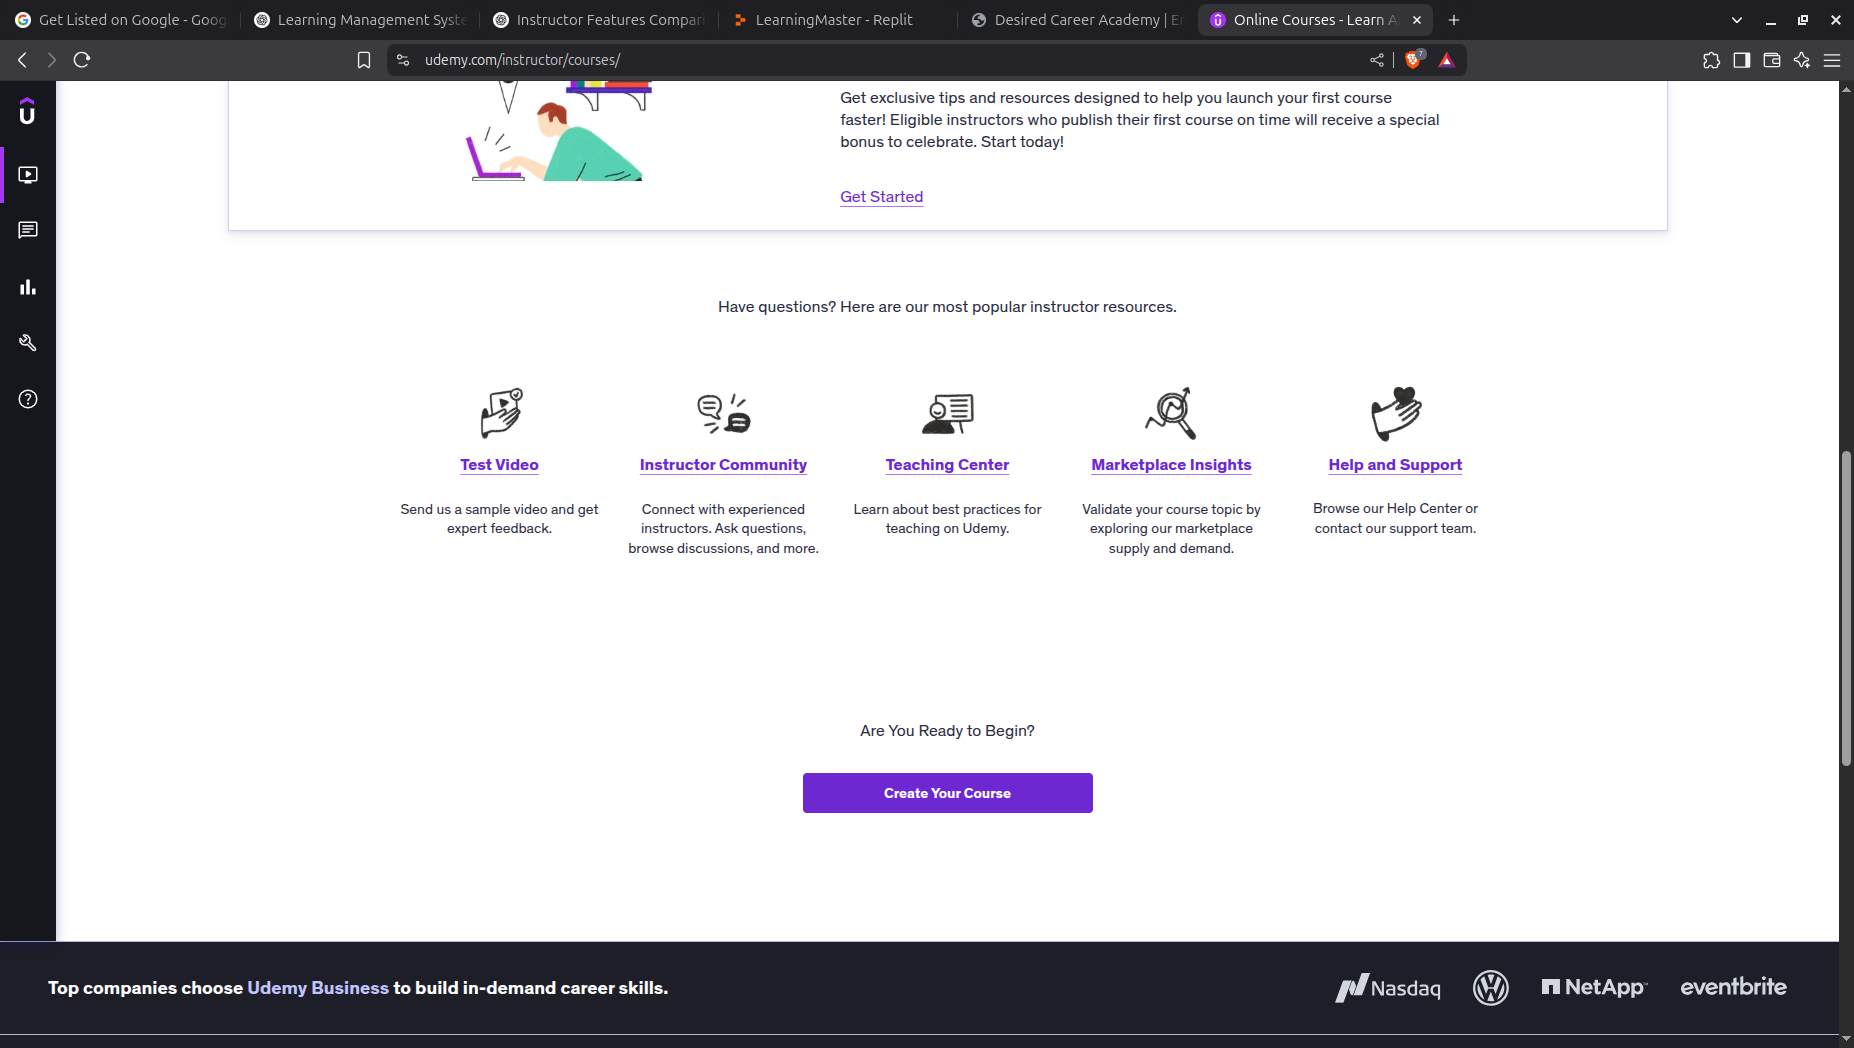 Get Listed on Google - Goog
Learning Management Syste
Instructor Features Compari
LearningMaster - Replit
Desired Career Academy | En
Online Courses - Learn A
udemy.com/instructor/courses/
7
Get exclusive tips and resources designed to help you launch your first course
faster! Eligible instructors who publish their first course on time will receive a special
bonus to celebrate. Start today!
Get Started
Have questions? Here are our most popular instructor resources.
Test Video
Send us a sample video and get
expert feedback.
Instructor Community
Connect with experienced
instructors. Ask questions,
browse discussions, and more.
Teaching Center
Learn about best practices for
teaching on Udemy.
Marketplace Insights
Validate your course topic by
exploring our marketplace
supply and demand.
Help and Support
Browse our Help Center or
contact our support team.
Are You Ready to Begin?
Create Your Course
Top companies choose Udemy Business to build in-demand career skills.
Nasdaq
NetApp
eventbrite